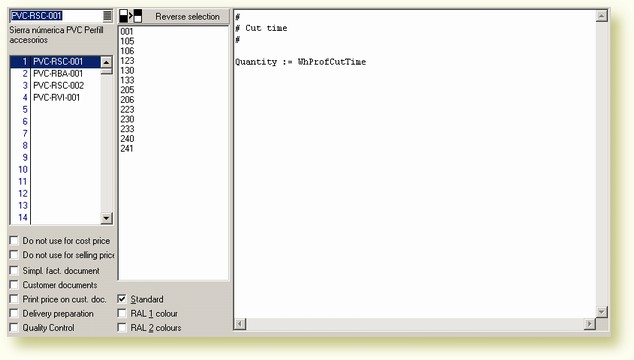 PVC-RSC-001
Sierra númerica PVC Perfill
accesorios
1 PVC-RSC-001
2 PVC-RBA-001
3 PVC-RSC-002
4 PVC-RVI-001
5
6
7
8
9
10
11
12
13
14
Do not use for cost price
Do not use for selling price
Simpl. fact. document
Customer documents
Print price on cust. doc.
Delivery preparation
Quality Control
Reverse selection
001
105
106
123
130
133
205
206
223
230
233
240
241
Standard
RAL 1 colour
RAL 2 colours
#
# Cut time
#
Quantity := WhProfCutTime